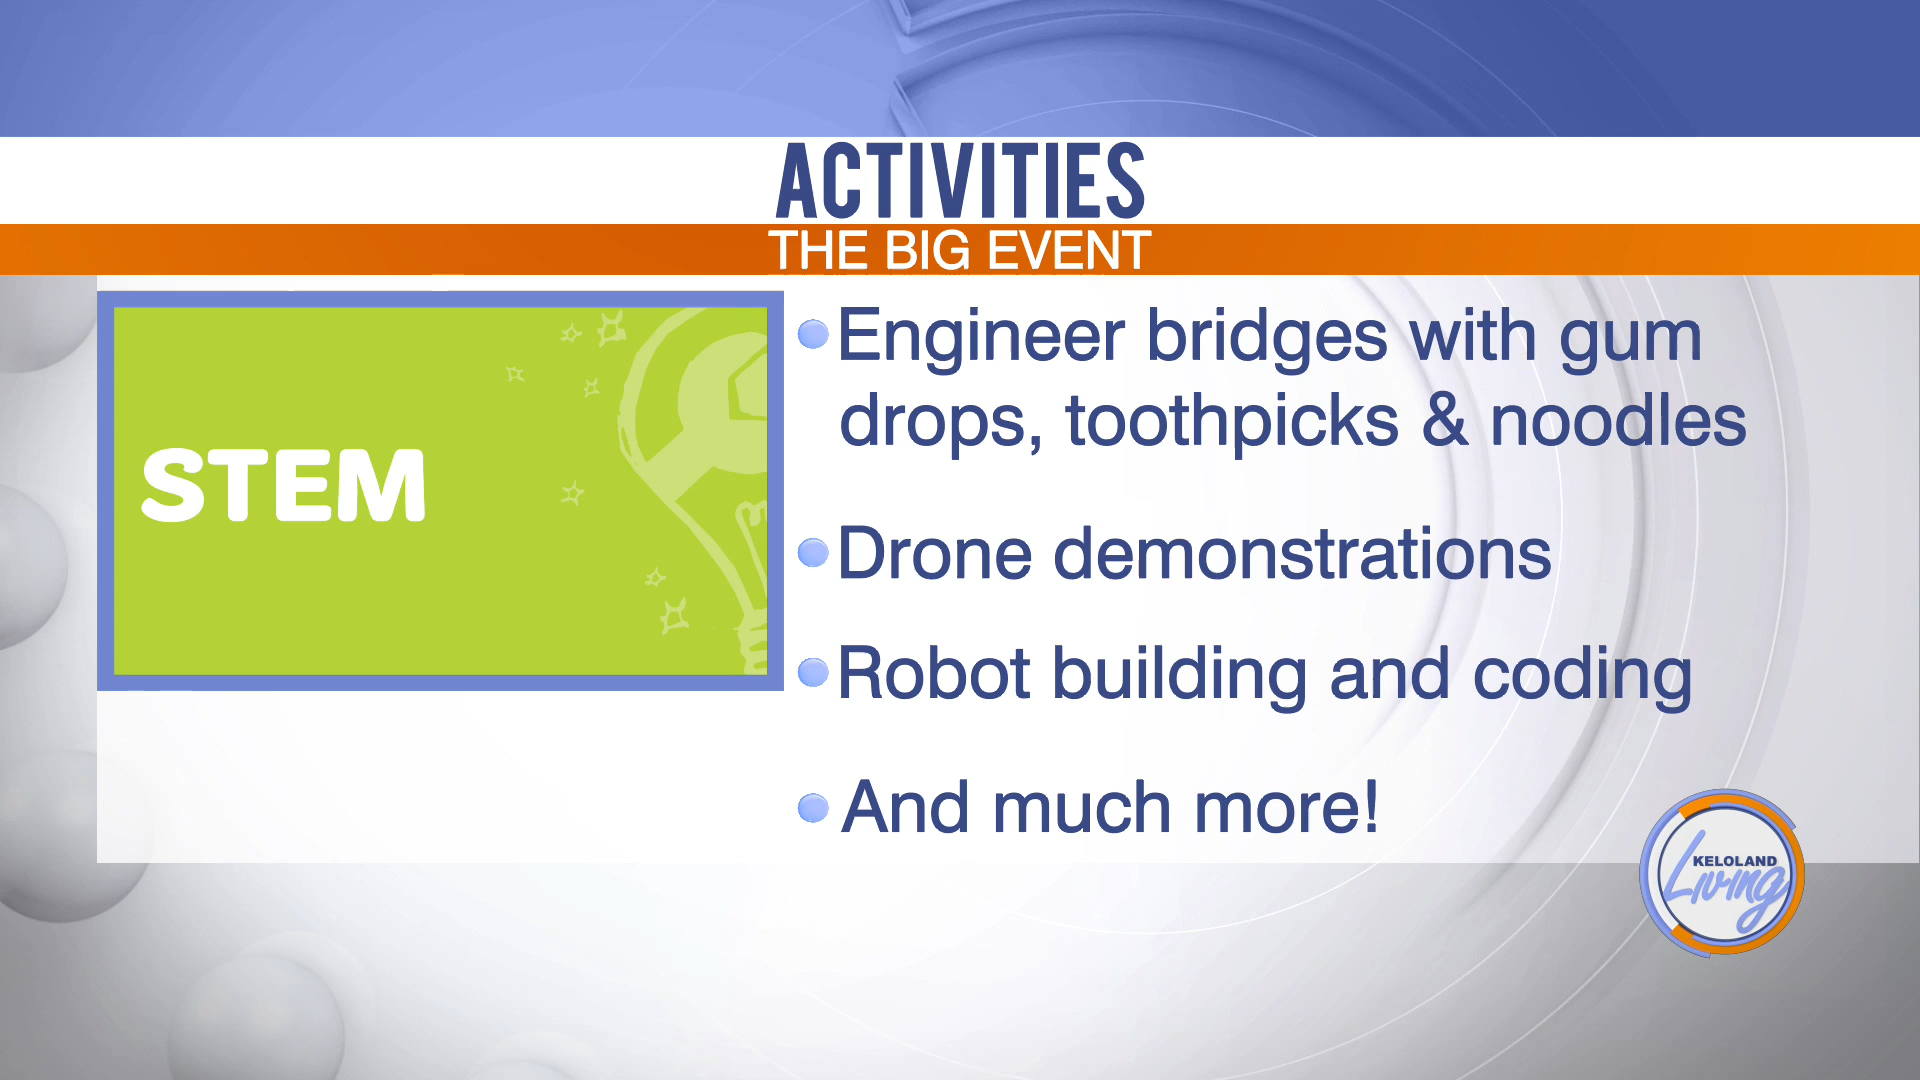 ACTIVITIES
THE BIG EVENT
STEM
Engineer bridges with gum
drops, toothpicks & noodles
Drone demonstrations
Robot building and coding
And much more!
KELOLAND
Living